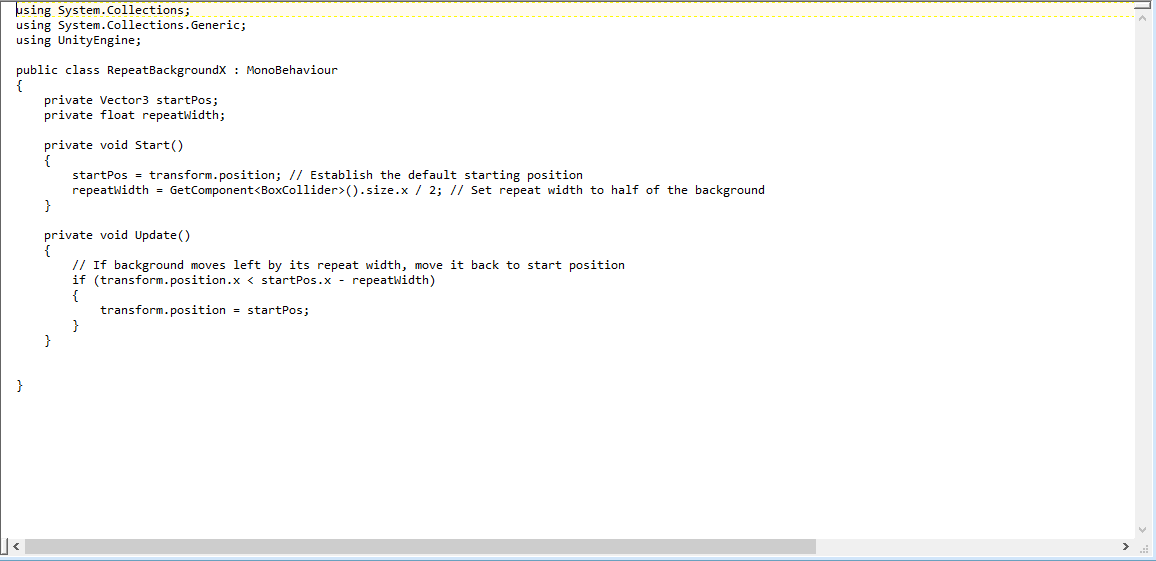 using System.Collections;
using System.Collections.Generic;
using UnityEngine;

public class RepeatBackgroundX : MonoBehaviour
{
    private Vector3 startPos;
    private float repeatWidth;

    private void Start()
    {
        startPos = transform.position; // Establish the default starting position
        repeatWidth = GetComponent<BoxCollider>().size.x / 2; // Set repeat width to half of the background
    }

    private void Update()
    {
        // If background moves left by its repeat width, move it back to start position
        if (transform.position.x < startPos.x - repeatWidth)
        {
            transform.position = startPos;
        }
    }


}